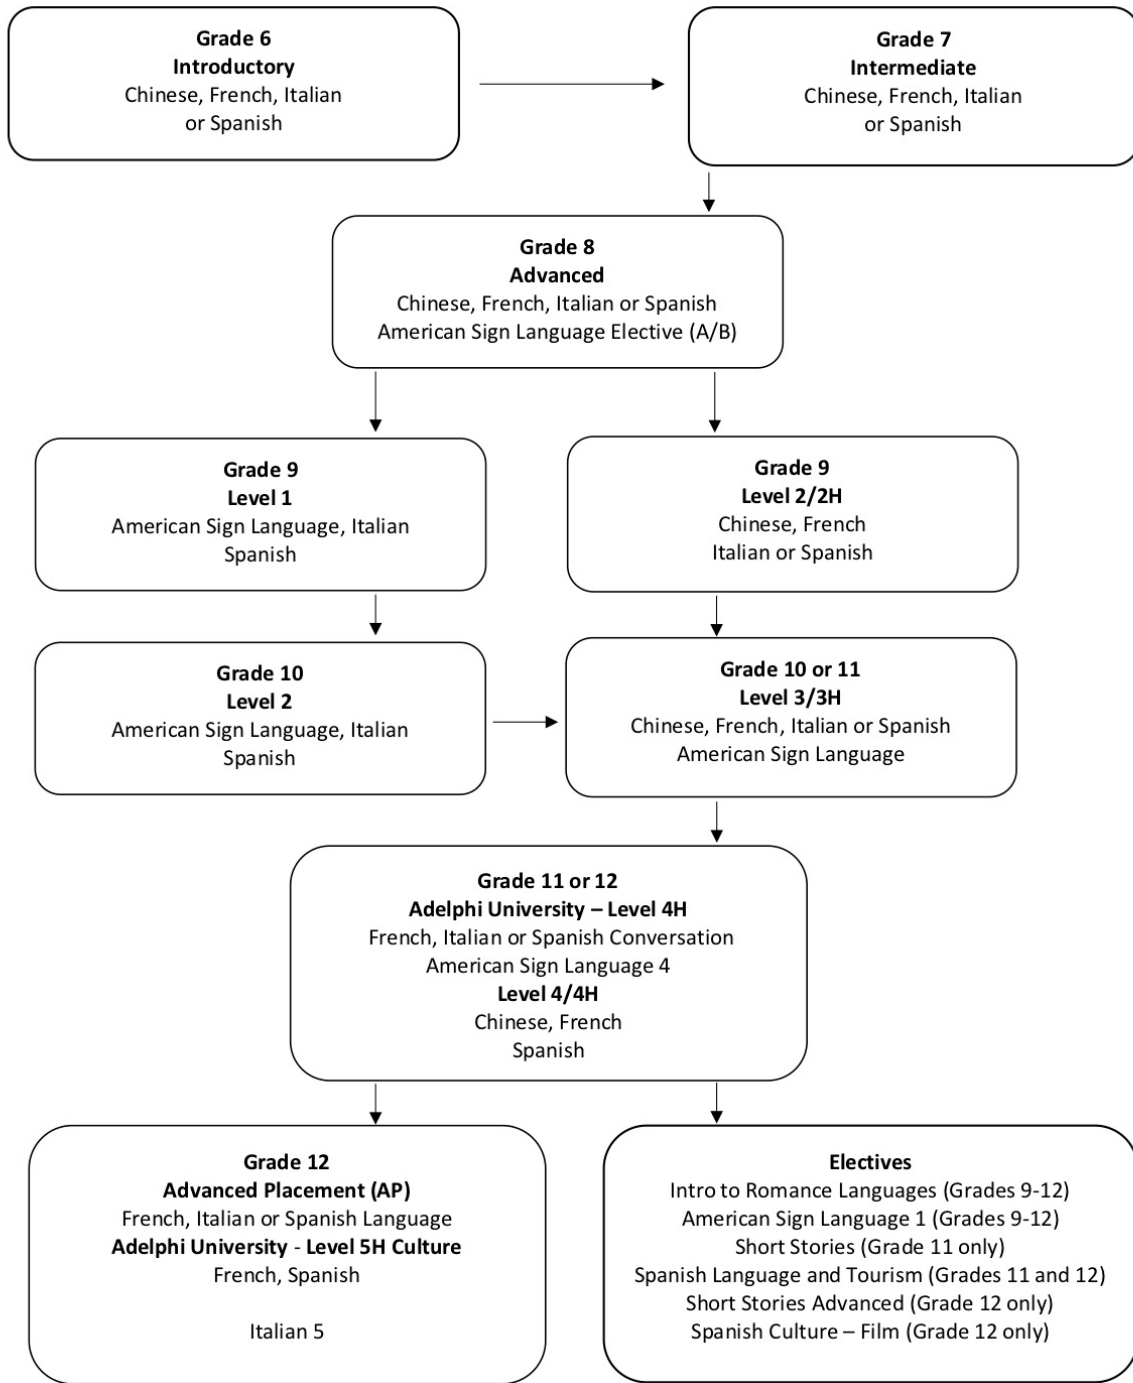 Grade 6
Introductory
Chinese, French, Italian
or Spanish
Grade 7
Intermediate
Chinese, French, Italian
or Spanish
Grade 8
Advanced
Chinese, French, Italian or Spanish
American Sign Language Elective (A/B)
Grade 9
Level 1
American Sign Language, Italian
Spanish
Grade 9
Level 2/2H
Chinese, French
Italian or Spanish
Grade 10
Level 2
American Sign Language, Italian
Spanish
Grade 10 or 11
Level 3/3H
Chinese, French, Italian or Spanish
American Sign Language
Grade 11 or 12
Adelphi University – Level 4H
French, Italian or Spanish Conversation
American Sign Language 4
Level 4/4H
Chinese, French
Spanish
Grade 12
Advanced Placement (AP)
French, Italian or Spanish Language
Adelphi University - Level 5H Culture
French, Spanish
Italian 5
Electives
Intro to Romance Languages (Grades 9-12)
American Sign Language 1 (Grades 9-12)
Short Stories (Grade 11 only)
Spanish Language and Tourism (Grades 11 and 12)
Short Stories Advanced (Grade 12 only)
Spanish Culture – Film (Grade 12 only)